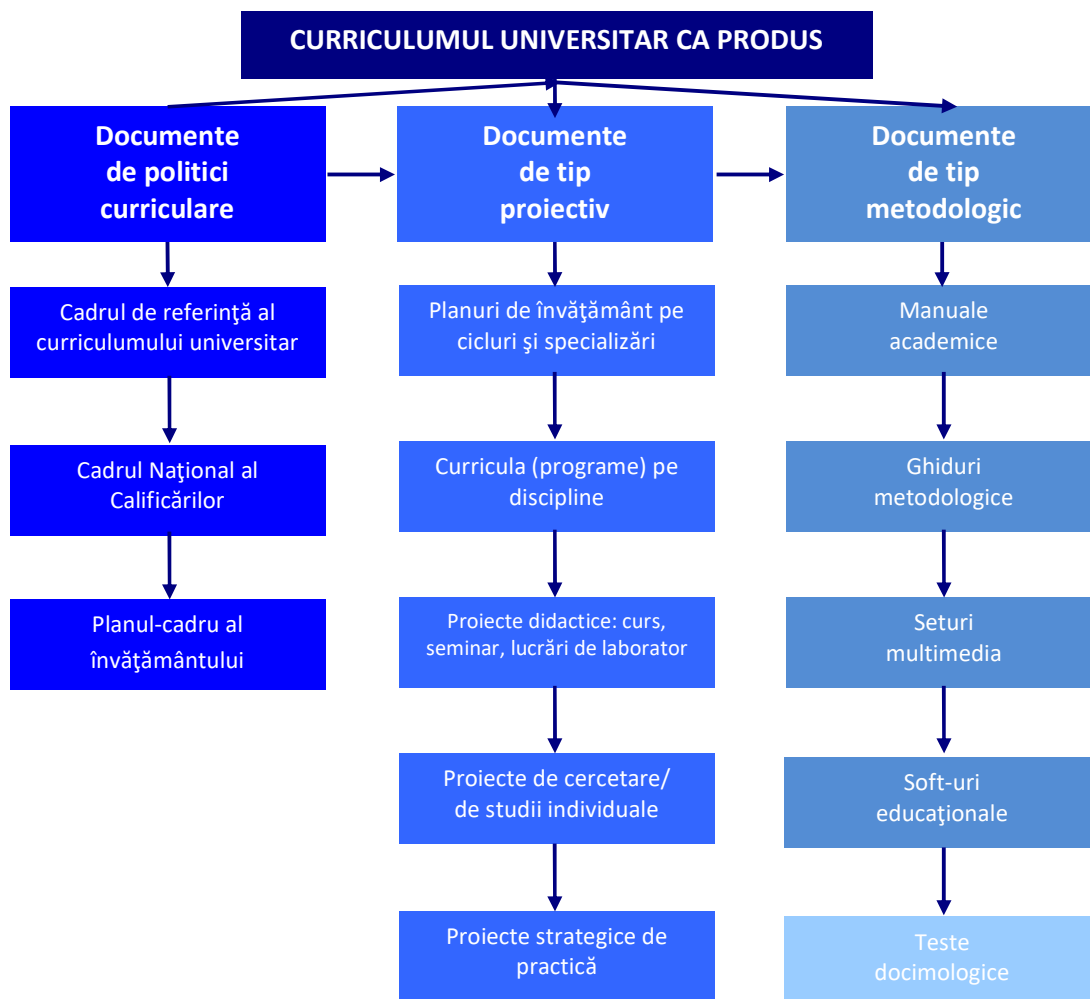 CURRICULUMUL UNIVERSITAR CA PRODUS
Documente
de politici
curriculare
Documente
de tip
proiectiv
Documente
de tip
metodologic
Cadrul de referinţă al
curriculumului universitar
Planuri de învăţământ pe
cicluri şi specializări
Manuale
academice
Cadrul Naţional al
Calificărilor
Curricula (programe) pe
discipline
Ghiduri
metodologice
Planul-cadru al
învăţământului
Proiecte didactice: curs,
seminar, lucrări de laborator
Seturi
multimedia
Proiecte de cercetare/
de studii individuale
Soft-uri
educaţionale
Proiecte strategice de
practică
Teste
docimologice